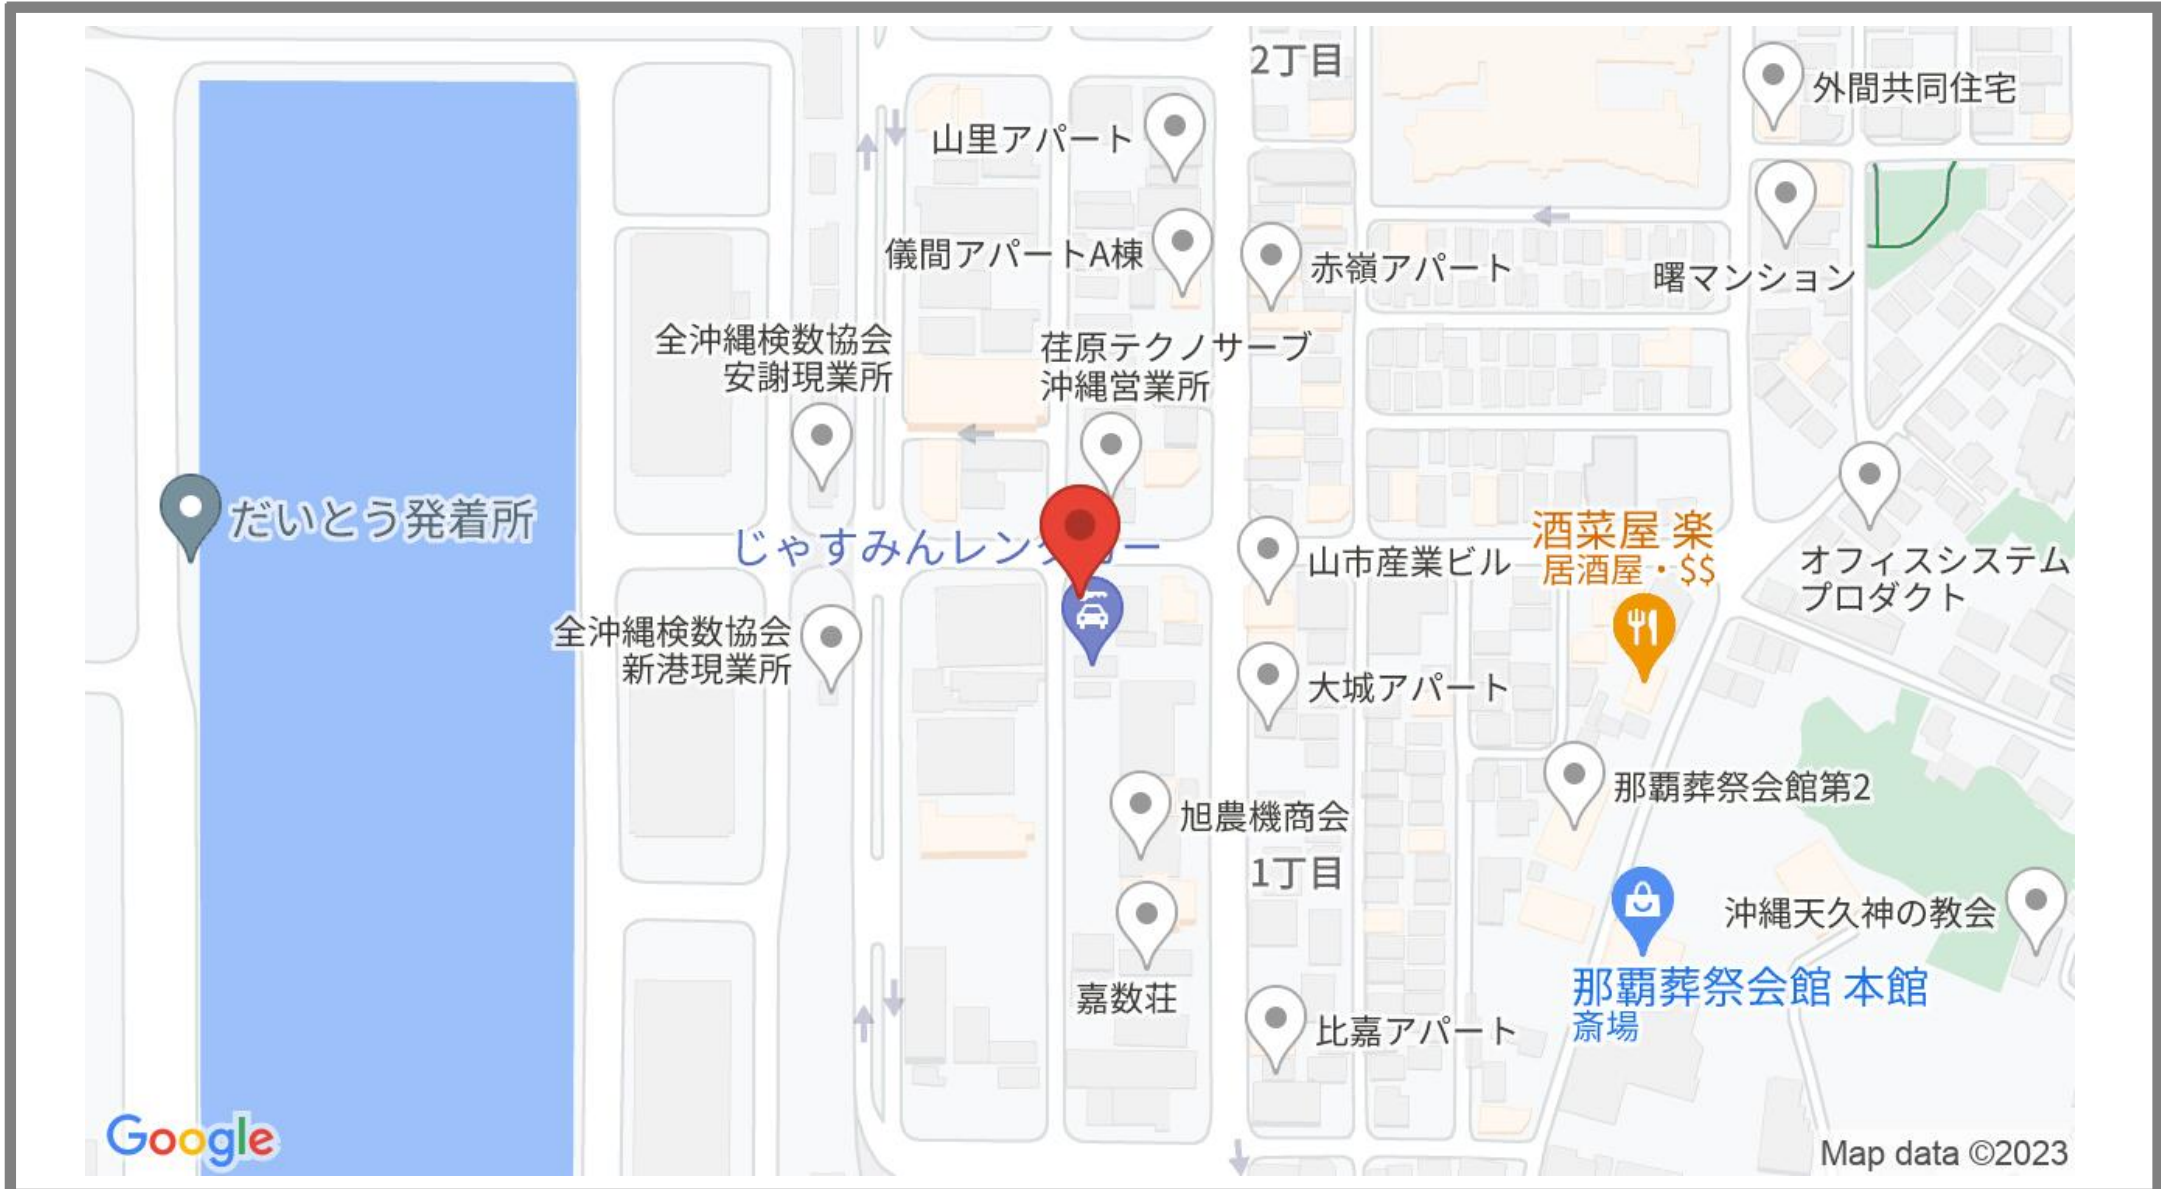 2丁目
外間共同住宅
山里アパート
儀間アパートA棟
赤嶺アパート
曙マンション
全沖縄検数協会
安謝現業所
荏原テクノサーブ
沖縄営業所
だいとう発着所
じゃすみんレン
ー
山市産業ビル
酒菜屋 楽
居酒屋・$$
オフィスシステム
プロダクト
全沖縄検数協会
新港現業所
大城アパート
那覇葬祭会館第2
旭農機商会
1丁目
沖縄天久神の教会
嘉数荘
那覇葬祭会館 本館
斎場
比嘉アパート
Google
Map data ©2023